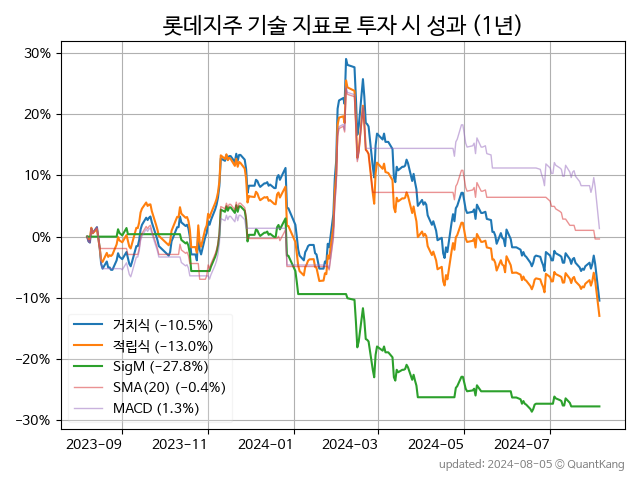 롯데지주 기술 지표로 투자 시 성과 (1년)
30%
20%
10%
0%
−10%
−20%
−30%
거치식 (−10.5%)
적립식 (−13.0%)
SigM (−27.8%)
SMA(20) (−0.4%)
MACD (1.3%)
2023-09
2023-11
2024-01
2024-03
2024-05
2024-07
updated: 2024-08-05 © QuantKang